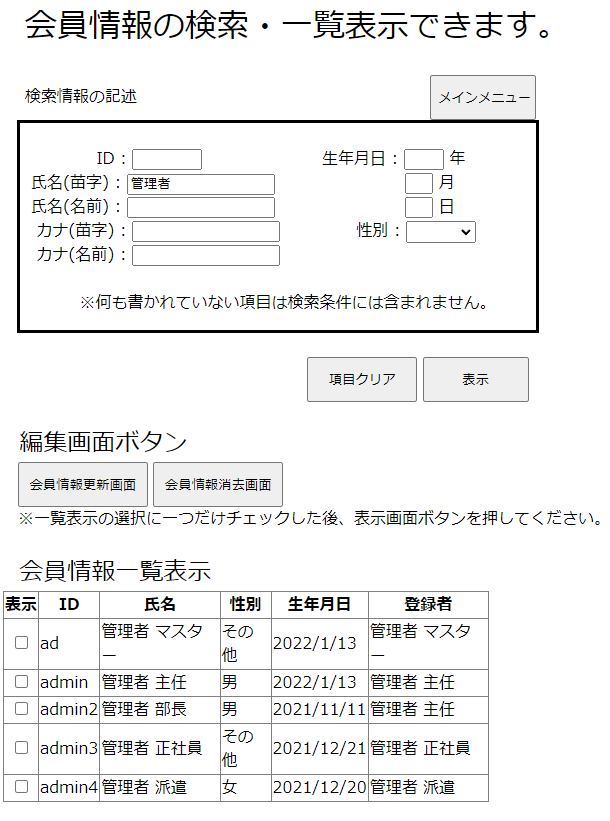 会員情報の検索・一覧表示できます。
検索情報の記述
メインメニュー
ID：
生年月日： 年
氏名(苗字)：管理者
月
氏名(名前)：
日
カナ(苗字)：
性別：
カナ(名前)：
※何も書かれていない項目は検索条件には含まれません。
項目クリア 表示
編集画面ボタン
会員情報更新画面 会員情報消去画面
※一覧表示の選択に一つだけチェックした後、表示画面ボタンを押してください。
会員情報一覧表示
表示 ID 氏名 性別 生年月日 登録者
ad 管理者 マスター その他 2022/1/13 管理者 マスター
admin 管理者 主任 男 2022/1/13 管理者 主任
admin2 管理者 部長 男 2021/11/11 管理者 主任
admin3 管理者 正社員 その他 2021/12/21 管理者 正社員
admin4 管理者 派遣 女 2021/12/20 管理者 派遣